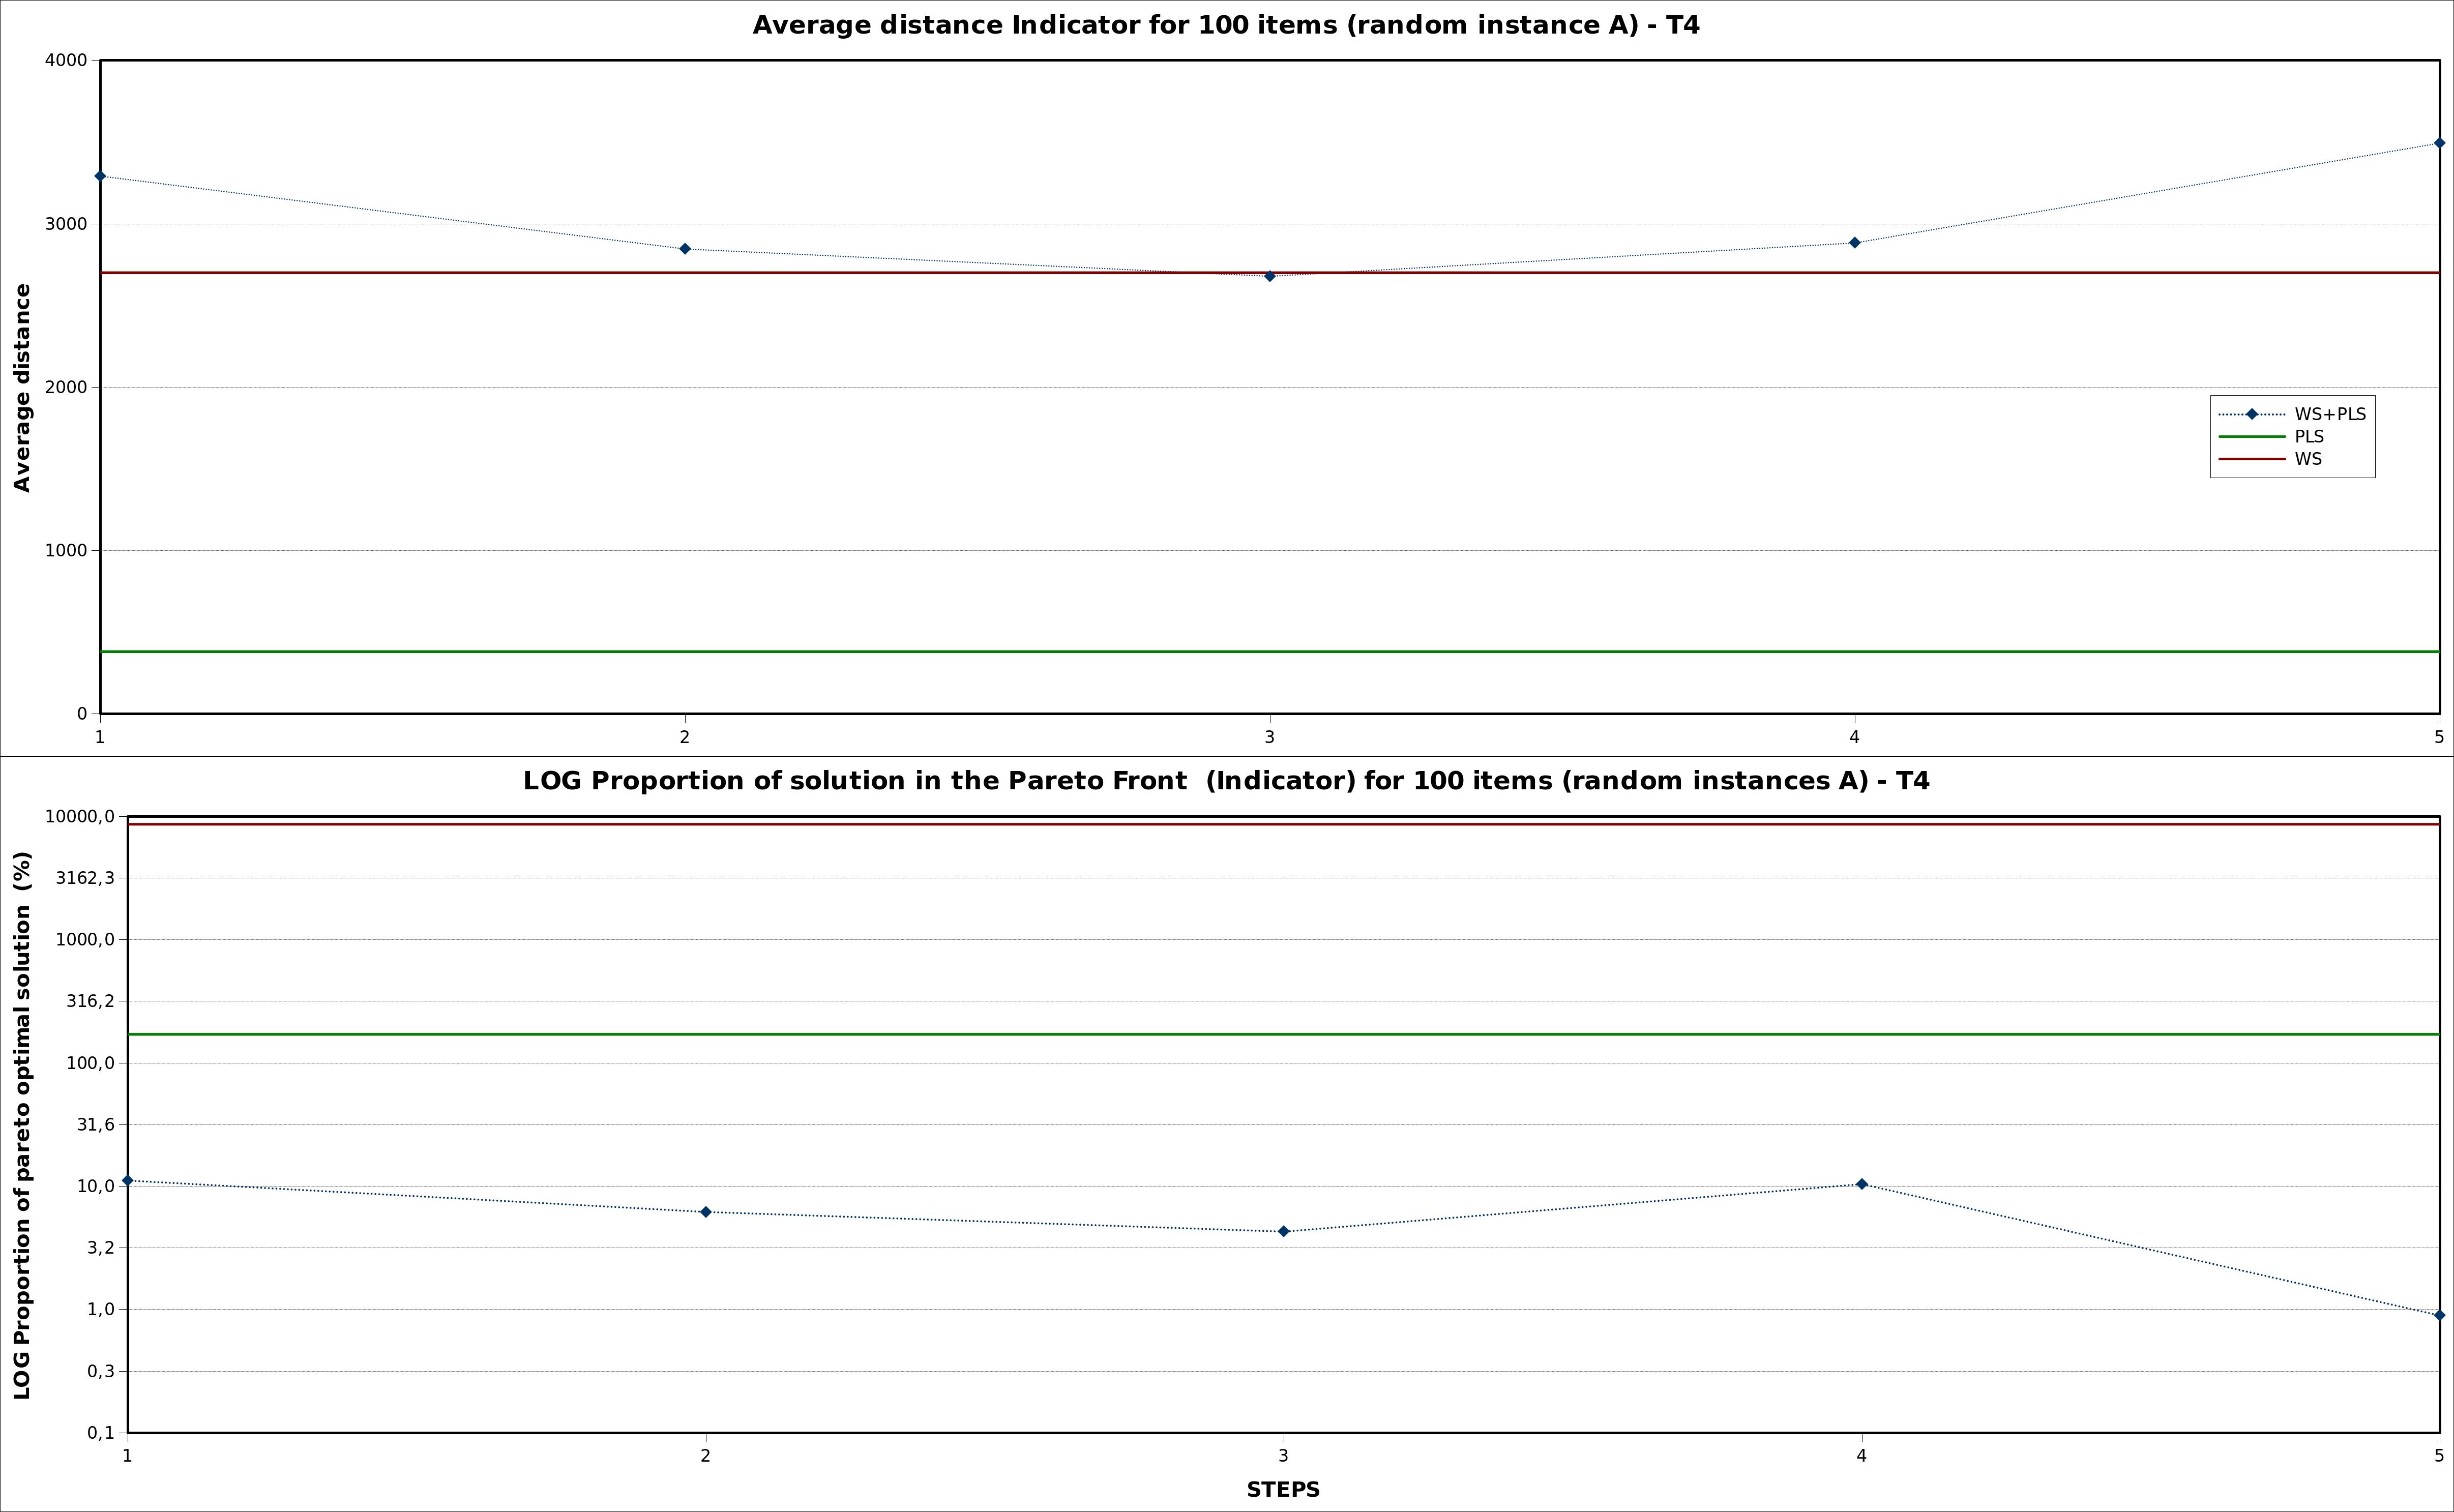 Average distance Indicator for 100 items (random instance A) - T4
Average distance
4000
3000
2000
1000
0
1 2 3 4 5
WS+PLS
PLS
WS
LOG Proportion of solution in the Pareto Front  (Indicator) for 100 items (random instances A) - T4
LOG Proportion of pareto optimal solution  (%)
10000,0
3162,3
1000,0
316,2
100,0
31,6
10,0
3,2
1,0
0,3
0,1
1 2 3 4 5
STEPS